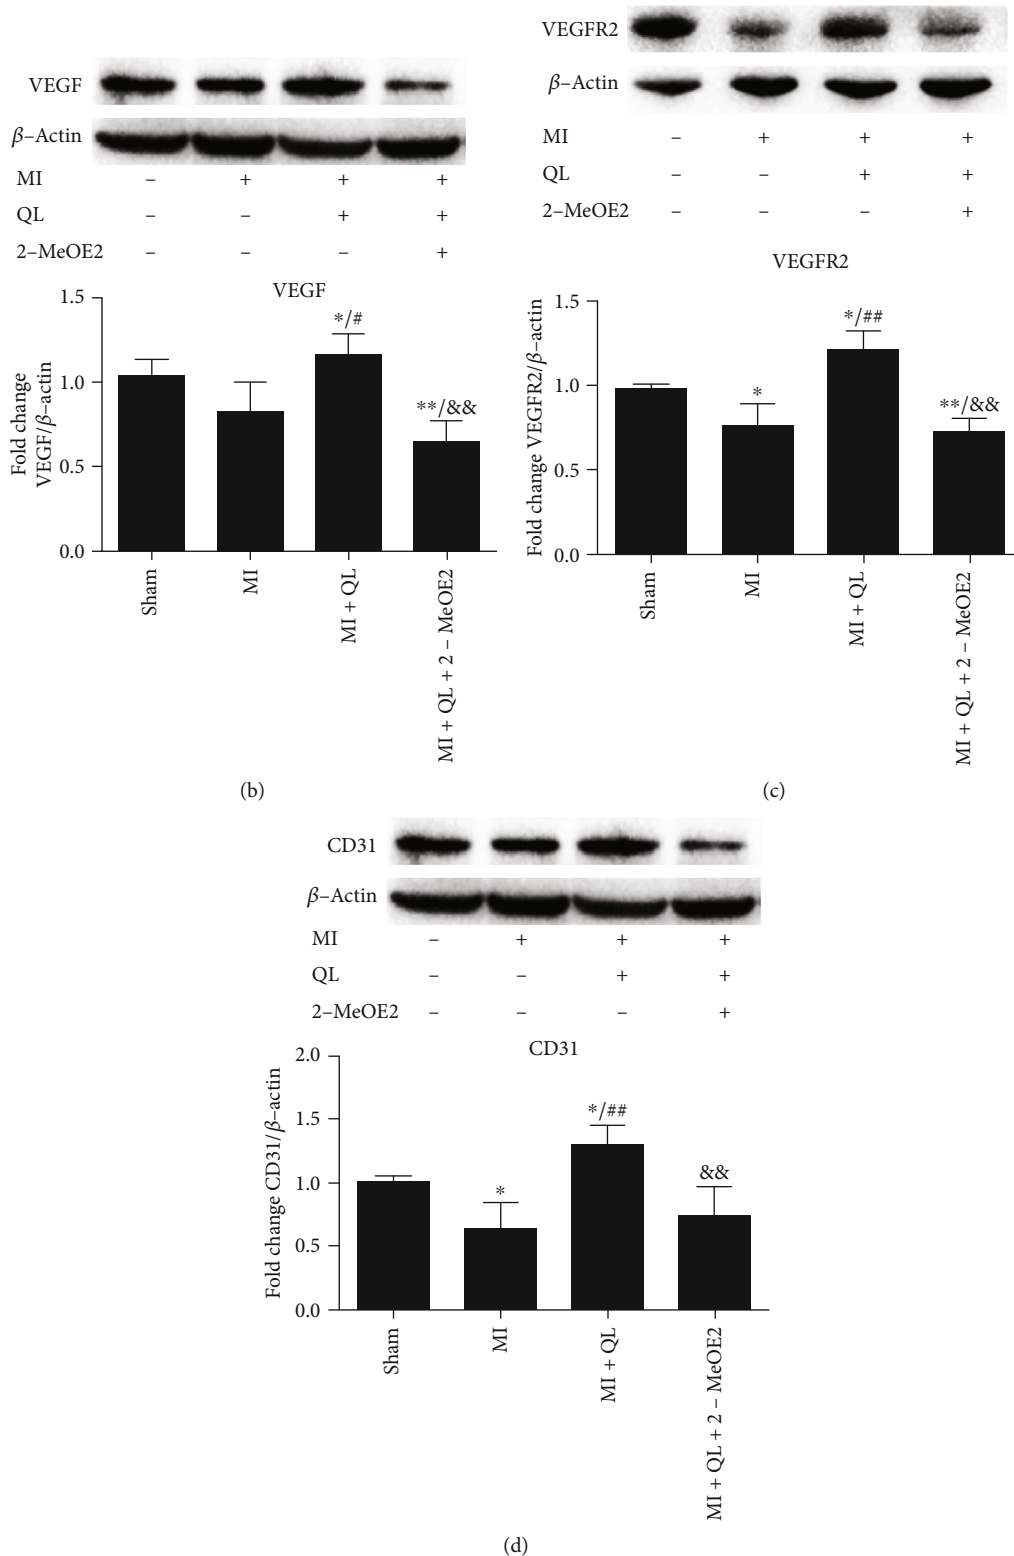 VEGF
β–Actin
MI – + + +
QL – – + +
2–MeOE2 – – – +
VEGF
Fold change
VEGF/β–actin
1.5
1.0
0.5
0.0
*/#
**/&&
Sham
MI
MI + QL
MI + QL + 2 – MeOE2
(b)
VEGFR2
β–Actin
MI – + + +
QL – – + +
2–MeOE2 – – – +
VEGFR2
Fold change VEGFR2/β–actin
1.5
1.0
0.5
0.0
*
*/##
**/&&
Sham
MI
MI + QL
MI + QL + 2 – MeOE2
(c)
CD31
β–Actin
MI – + + +
QL – – + +
2–MeOE2 – – – +
CD31
Fold change CD31/β–actin
2.0
1.5
1.0
0.5
0.0
*
*/##
&&
Sham
MI
MI + QL
MI + QL + 2 – MeOE2
(d)